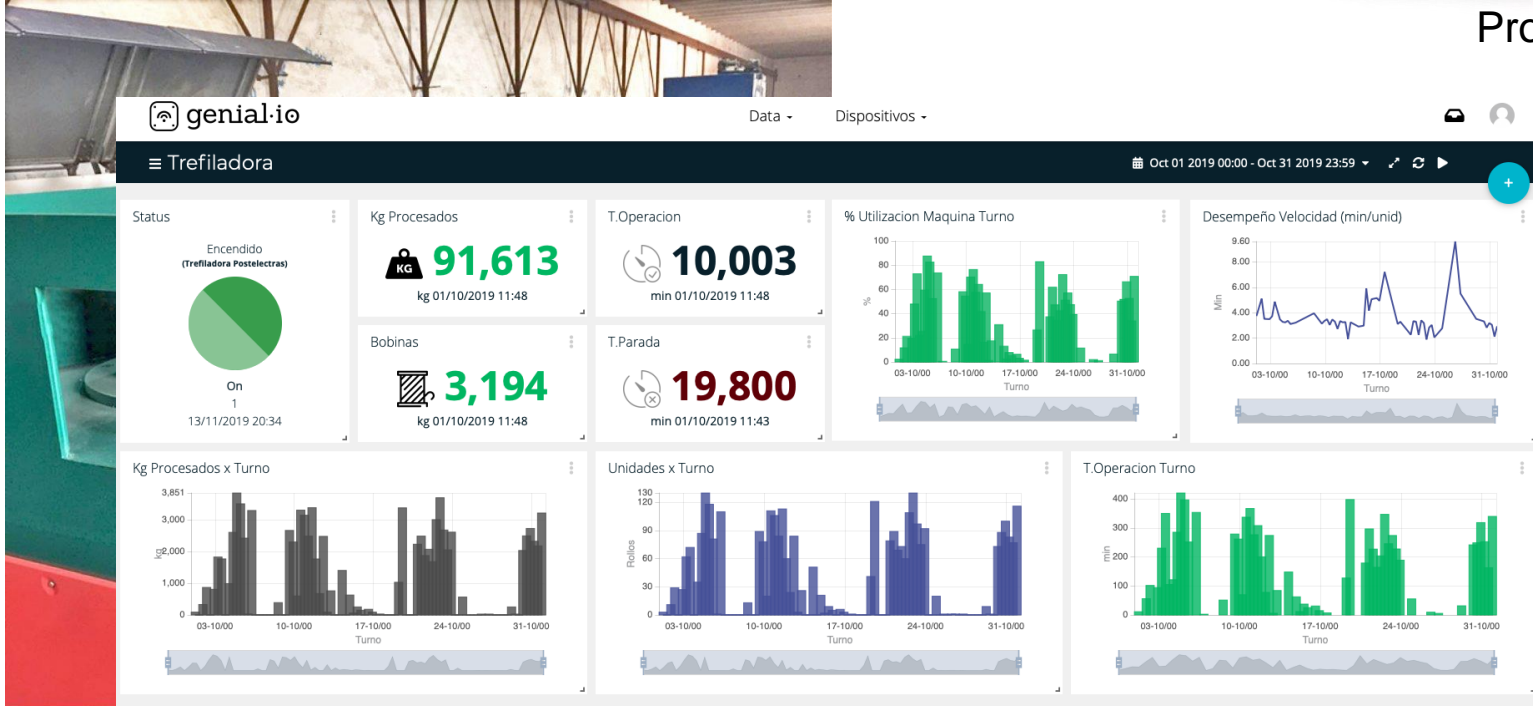 Pro
genial·io
Data
Dispositivos
Trefiladora
Oct 01 2019 00:00 - Oct 31 2019 23:59
+
Status
Encendido
(Trefiladora Postelectras)
On
1
13/11/2019 20:34
Kg Procesados
KG
91,613
kg 01/10/2019 11:48
T.Operacion
10,003
min 01/10/2019 11:48
Bobinas
3,194
kg 01/10/2019 11:48
T.Parada
19,800
min 01/10/2019 11:43
% Utilizacion Maquina Turno
100
80
60
40
20
0
%
03-10/00 10-10/00 17-10/00 24-10/00 31-10/00
Turno
Desempeño Velocidad (min/unid)
9.60
8.00
6.00
4.00
2.00
0.00
Min
03-10/00 10-10/00 17-10/00 24-10/00 31-10/00
Turno
Kg Procesados x Turno
3,851
3,000
2,000
1,000
0
kg
03-10/00 10-10/00 17-10/00 24-10/00 31-10/00
Turno
Unidades x Turno
130
120
90
60
30
0
Rollos
03-10/00 10-10/00 17-10/00 24-10/00 31-10/00
Turno
T.Operacion Turno
400
300
200
100
0
min
03-10/00 10-10/00 17-10/00 24-10/00 31-10/00
Turno